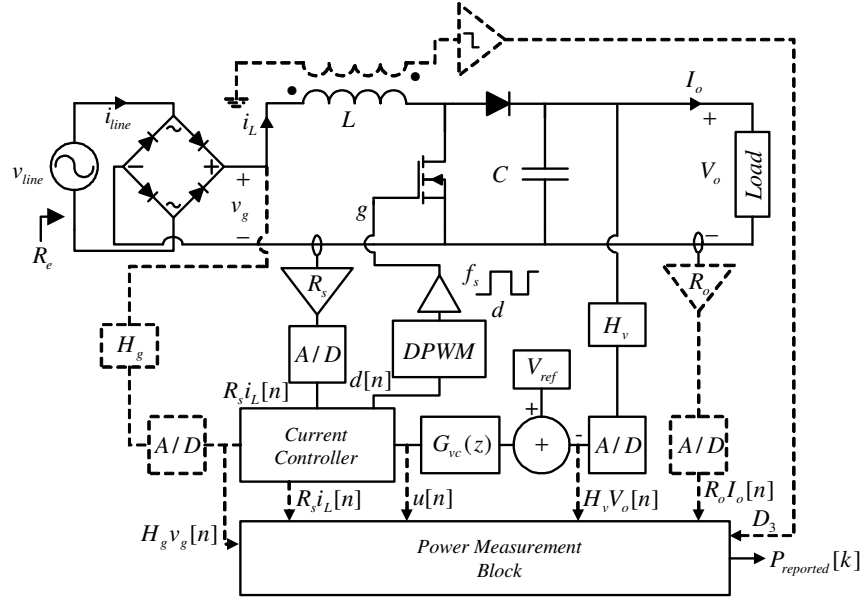 i_line
i_L
L
I_o
+
v_line
~
− +
~
+
v_g
−
g
C
+
V_o
−
Load
R_e
R_s
f_s
d
R_o
H_g
A/D
DPWM
H_v
V_ref
R_s i_L[n]
d[n]
+
A/D
Current
Controller
G_vc(z)
+
-
A/D
A/D
H_g v_g[n]
R_s i_L[n]
u[n]
H_v V_o[n]
R_o I_o[n]
D_3
Power Measurement
Block
P_reported[k]